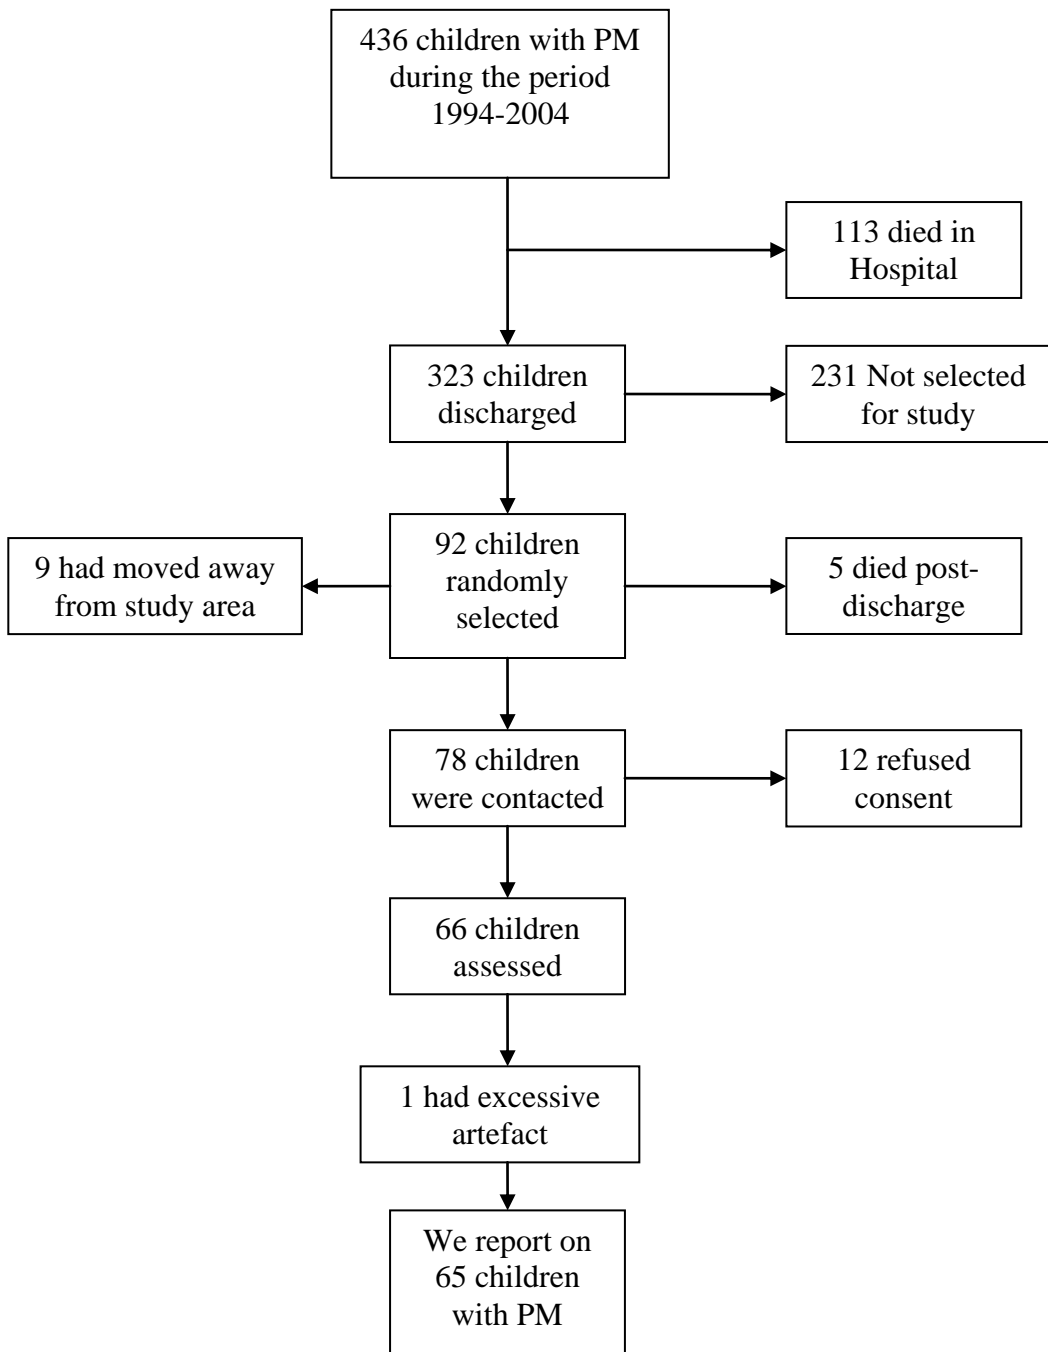 436 children with PM
during the period
1994-2004
113 died in
Hospital
323 children
discharged
231 Not selected
for study
9 had moved away
from study area
92 children
randomly
selected
5 died post-
discharge
78 children
were contacted
12 refused
consent
66 children
assessed
1 had excessive
artefact
We report on
65 children
with PM